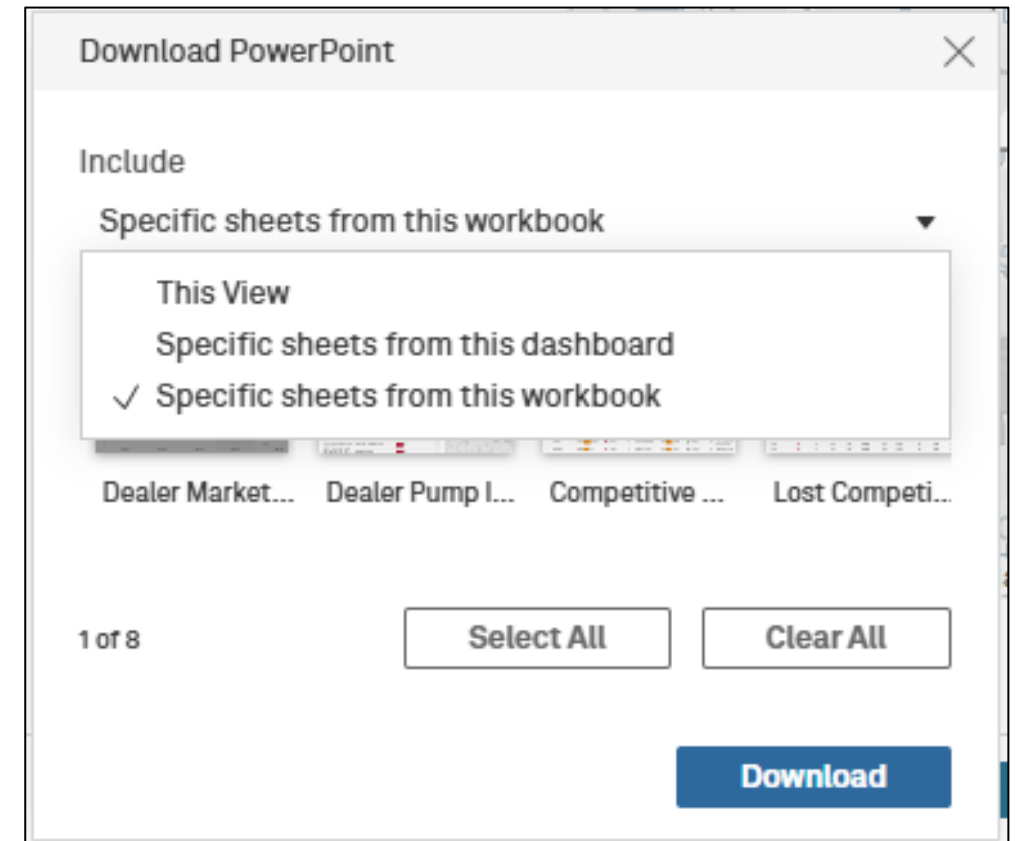 Download PowerPoint
Include
Specific sheets from this workbook
This View
Specific sheets from this dashboard
Specific sheets from this workbook
Dealer Market... Dealer Pump I... Competitive ... Lost Competi...
1 of 8 Select All Clear All
Download